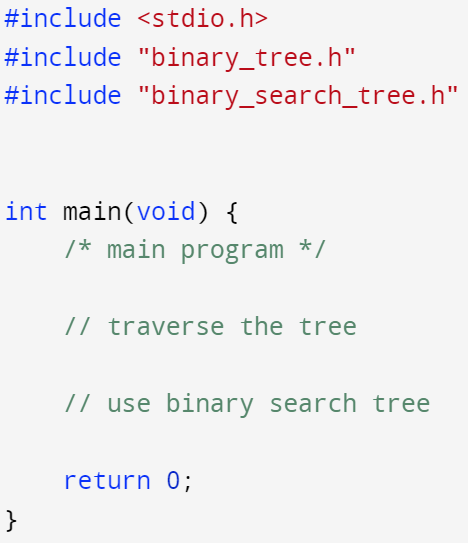 #include <stdio.h>
#include "binary_tree.h"
#include "binary_search_tree.h"
int main(void) {
/* main program */
// traverse the tree
// use binary search tree
return 0;
}